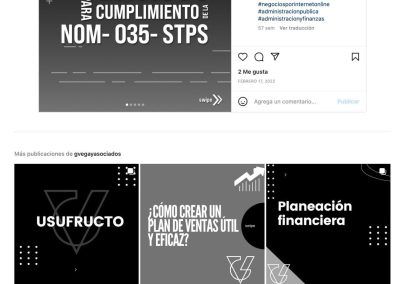 PARA
CUMPLIMIENTO
DE LA
NOM- 035- STPS
swipe
#negociosporinternetonline
#administracionpublica
#administracionyfinanzas
57 sem Ver traducción
2 Me gusta
FEBRERO 17, 2022
Agrega un comentario...
Publicar
Más publicaciones de gvegayasociados
USUFRUCTO
¿CÓMO CREAR UN
PLAN DE VENTAS ÚTIL
Y EFICAZ?
swipe
Planeación
financiera